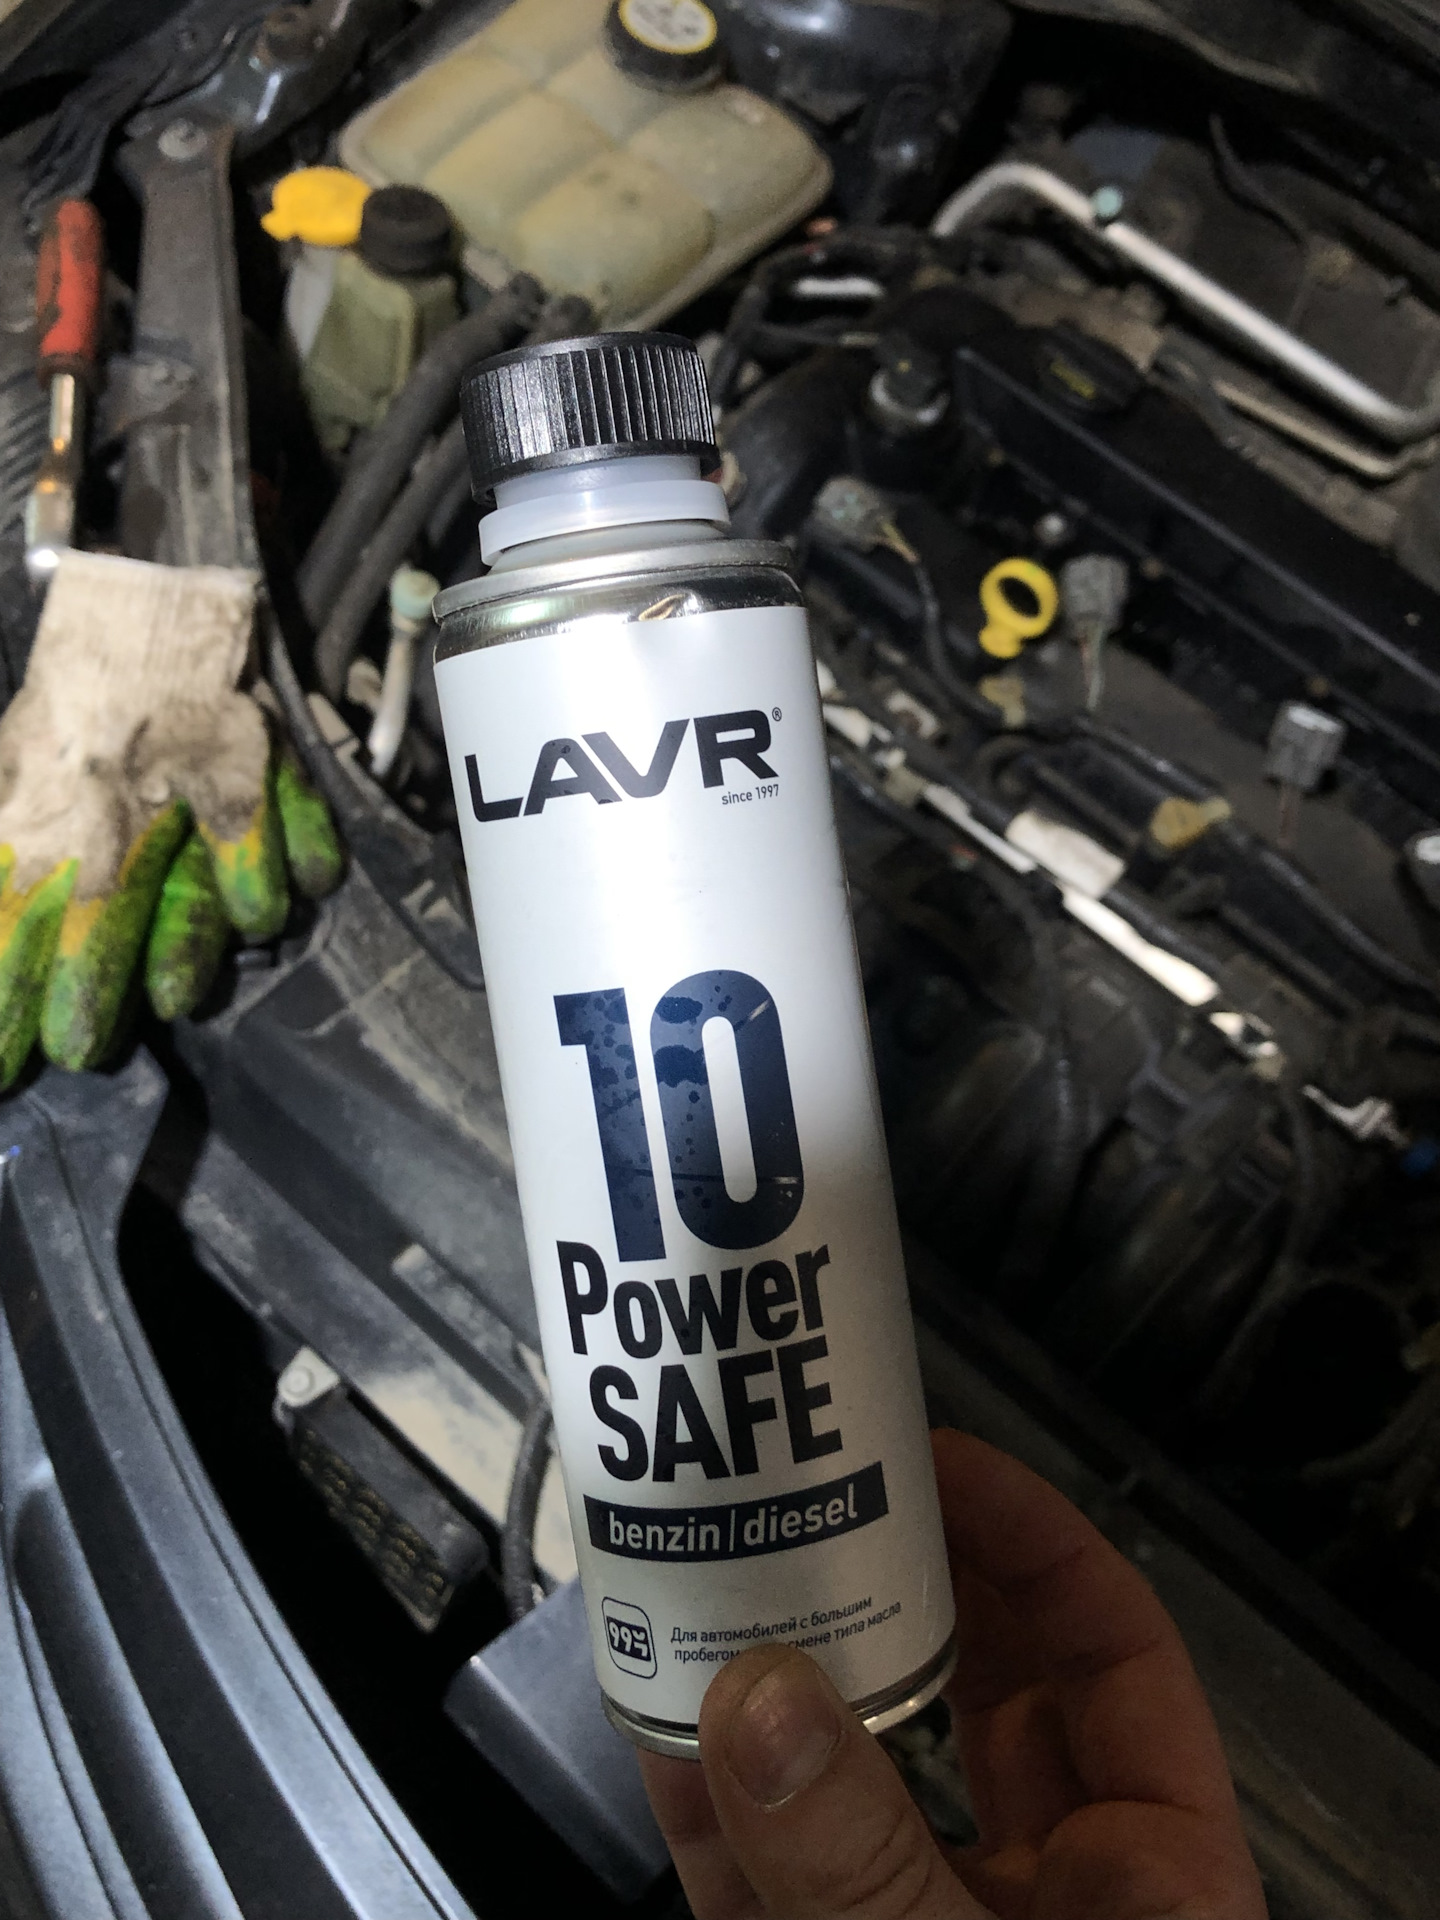 LAVR®
since 1997
10
Power
SAFE
benzin|diesel
Для автомобилей с большим
пробегом смене типа масла